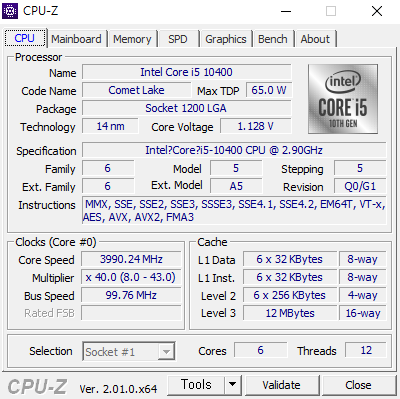 CPU-Z
CPU Mainboard Memory SPD Graphics Bench About
Processor
Name Intel Core i5 10400
Code Name Comet Lake Max TDP 65.0 W
Package Socket 1200 LGA
Technology 14 nm Core Voltage 1.128 V
intel
CORE i5
10TH GEN
Specification Intel?Core?i5-10400 CPU @ 2.90GHz
Family 6 Model 5 Stepping 5
Ext. Family 6 Ext. Model A5 Revision Q0/G1
Instructions MMX, SSE, SSE2, SSE3, SSSE3, SSE4.1, SSE4.2, EM64T, VT-x,
AES, AVX, AVX2, FMA3
Clocks (Core #0)
Core Speed 3990.24 MHz
Multiplier x 40.0 (8.0 - 43.0)
Bus Speed 99.76 MHz
Rated FSB
Cache
L1 Data 6 x 32 KBytes 8-way
L1 Inst. 6 x 32 KBytes 8-way
Level 2 6 x 256 KBytes 4-way
Level 3 12 MBytes 16-way
Selection Socket #1 Cores 6 Threads 12
CPU-Z Ver. 2.01.0.x64 Tools Validate Close